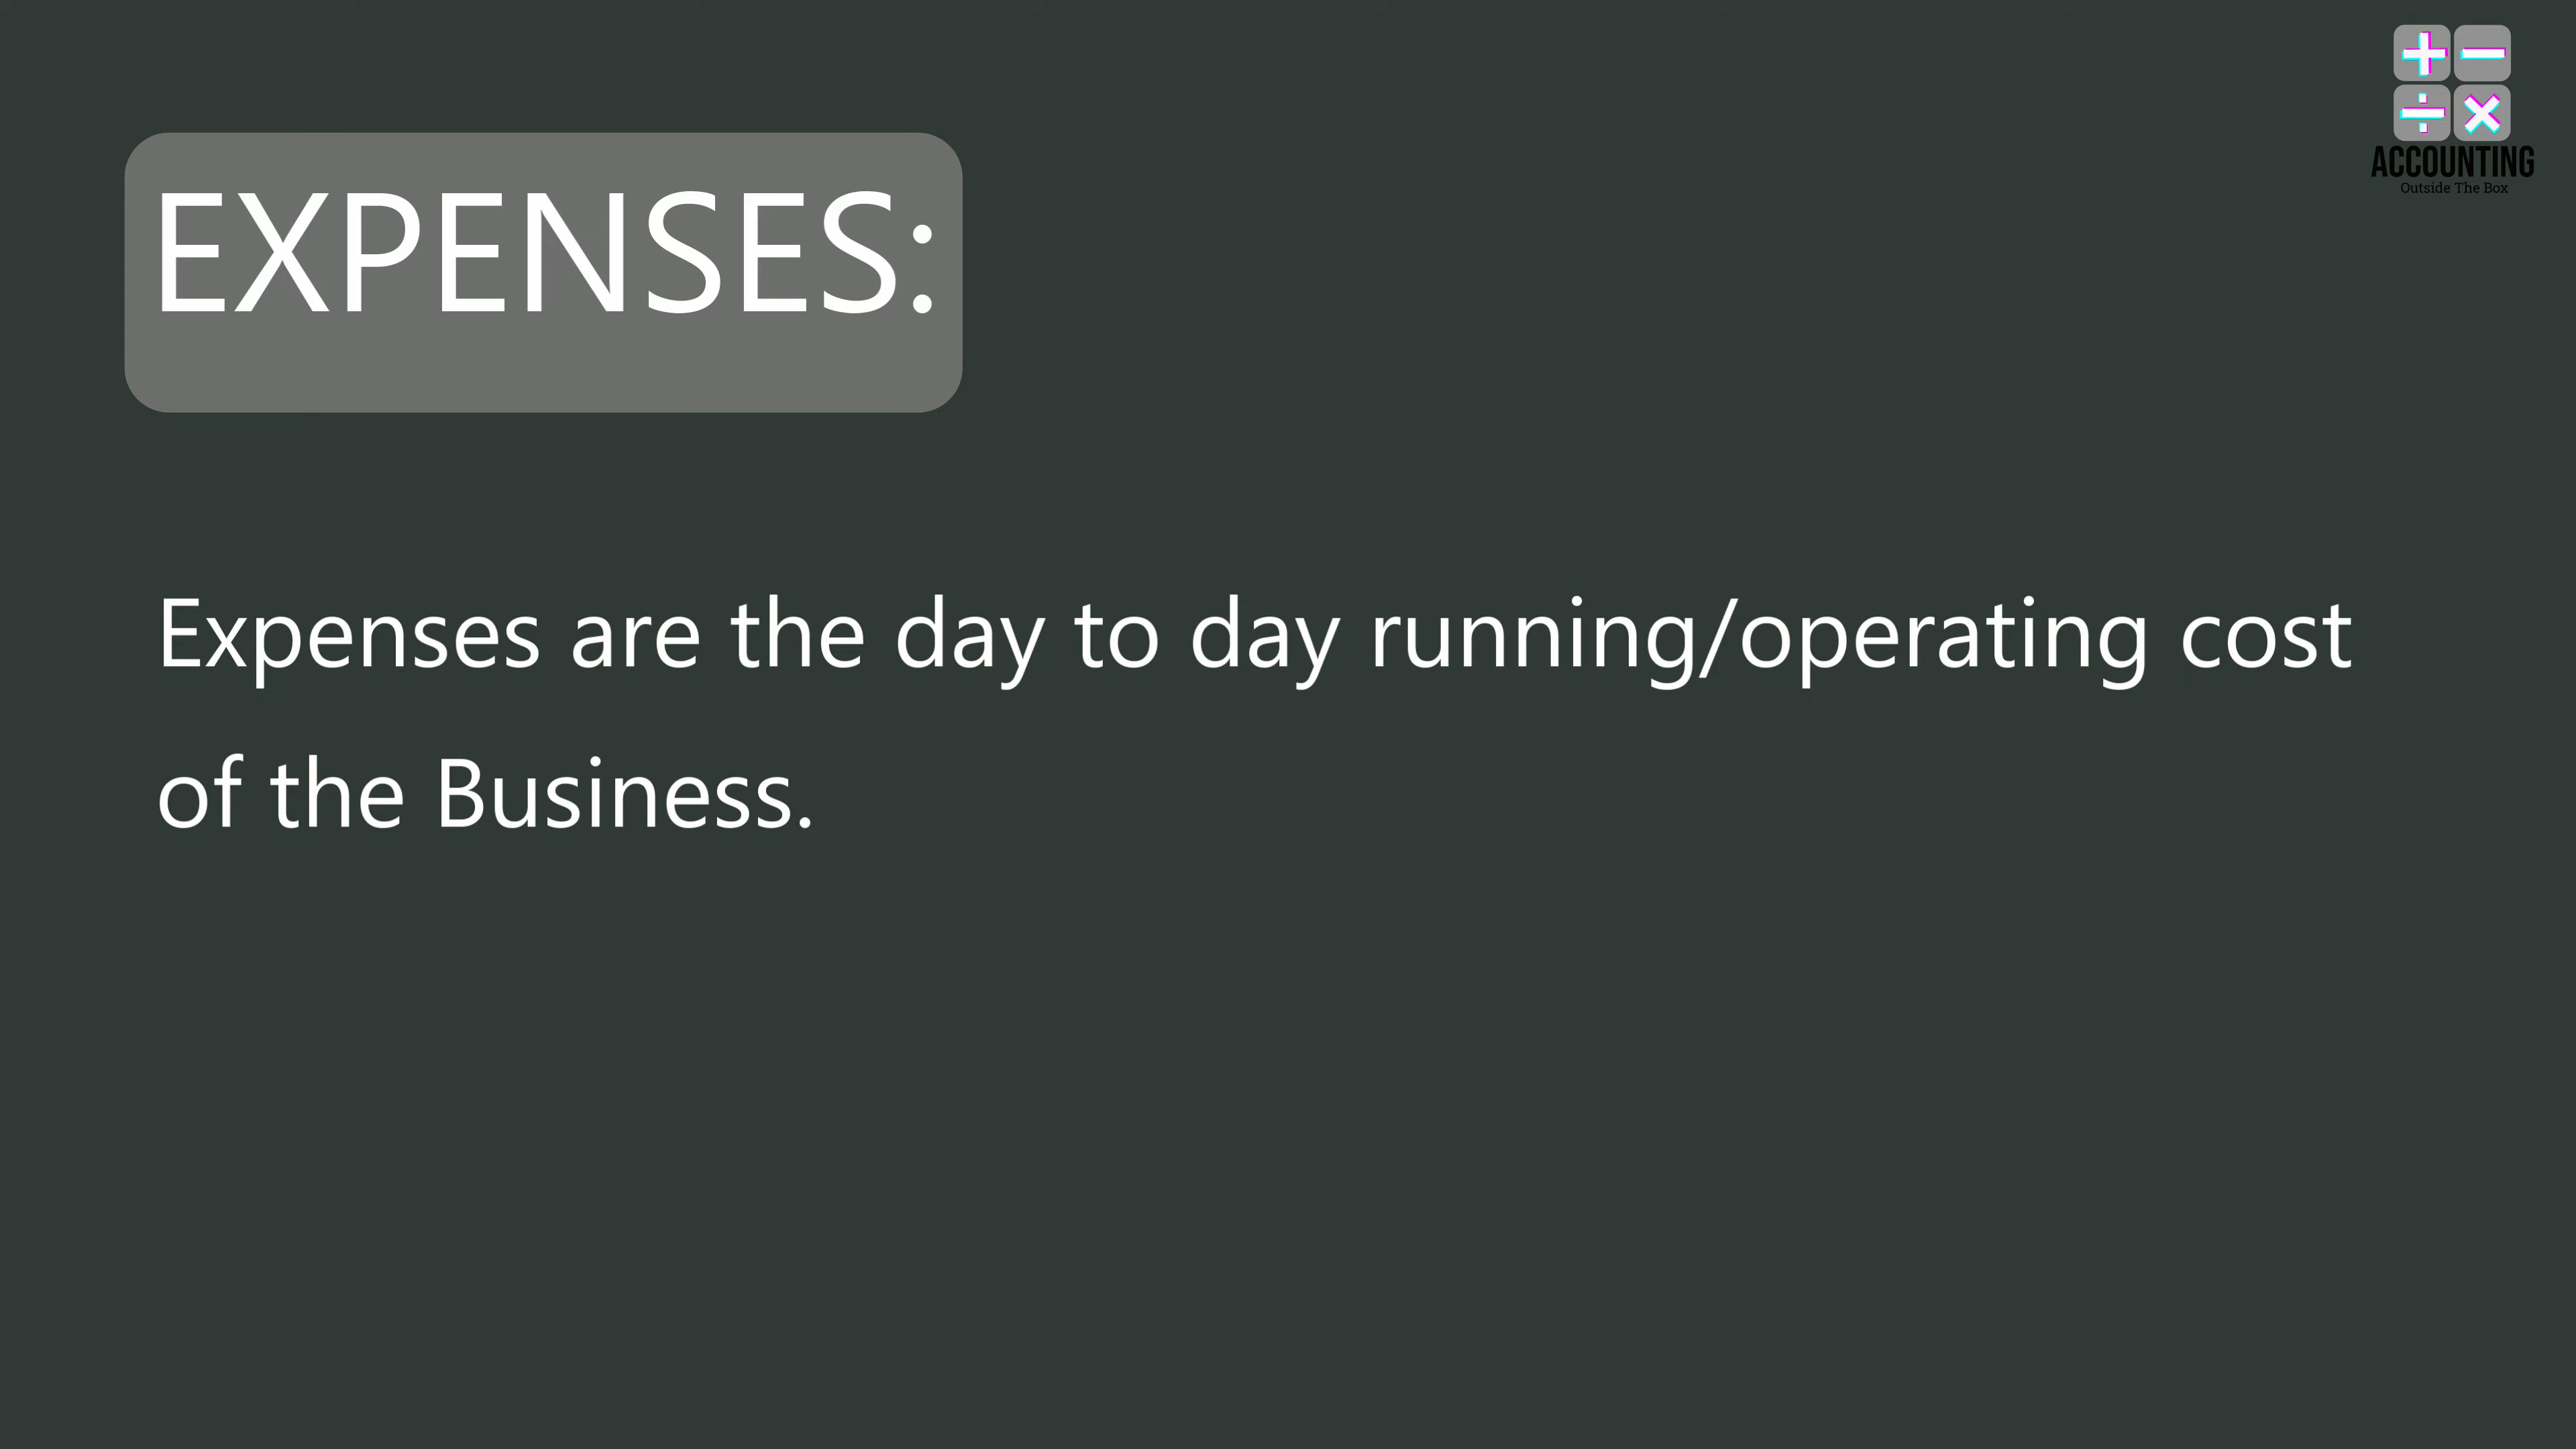 ACCOUNTING
Outside The Box
EXPENSES:
Expenses are the day to day running/operating cost
of the Business.